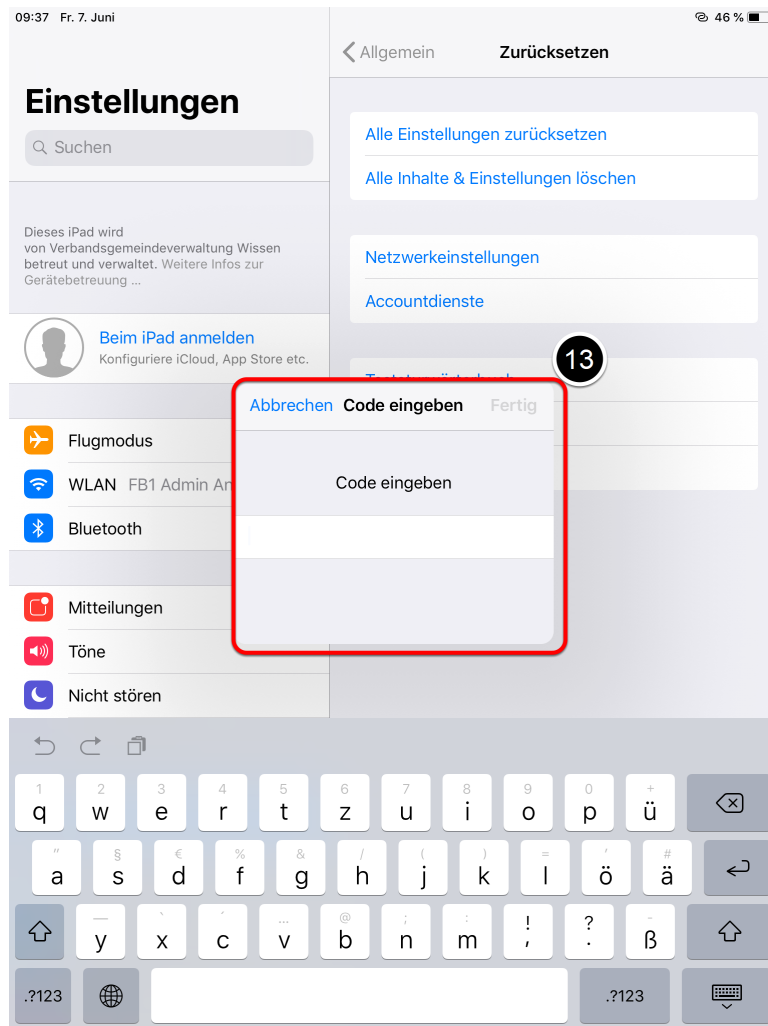 09:37 Fr. 7. Juni
46 %
Allgemein
Zurücksetzen
Einstellungen
Suchen
Alle Einstellungen zurücksetzen
Alle Inhalte & Einstellungen löschen
Dieses iPad wird
von Verbandsgemeindeverwaltung Wissen
betreut und verwaltet. Weitere Infos zur
Gerätebetreuung ...
Netzwerkeinstellungen
Accountdienste
Beim iPad anmelden
Konfiguriere iCloud, App Store etc.
13
Abbrechen Code eingeben Fertig
Code eingeben
Flugmodus
WLAN FB1 Admin An
Bluetooth
Mitteilungen
Töne
Nicht stören
1 2 3 4 5 6 7 8 9 0 +
q w e r t z u i o p ü
" § € % & / ( ) = ' #
a s d f g h j k l ö ä
— ` ´ ... @ ; : ! ? -
y x c v b n m , . ß
.?123 .?123